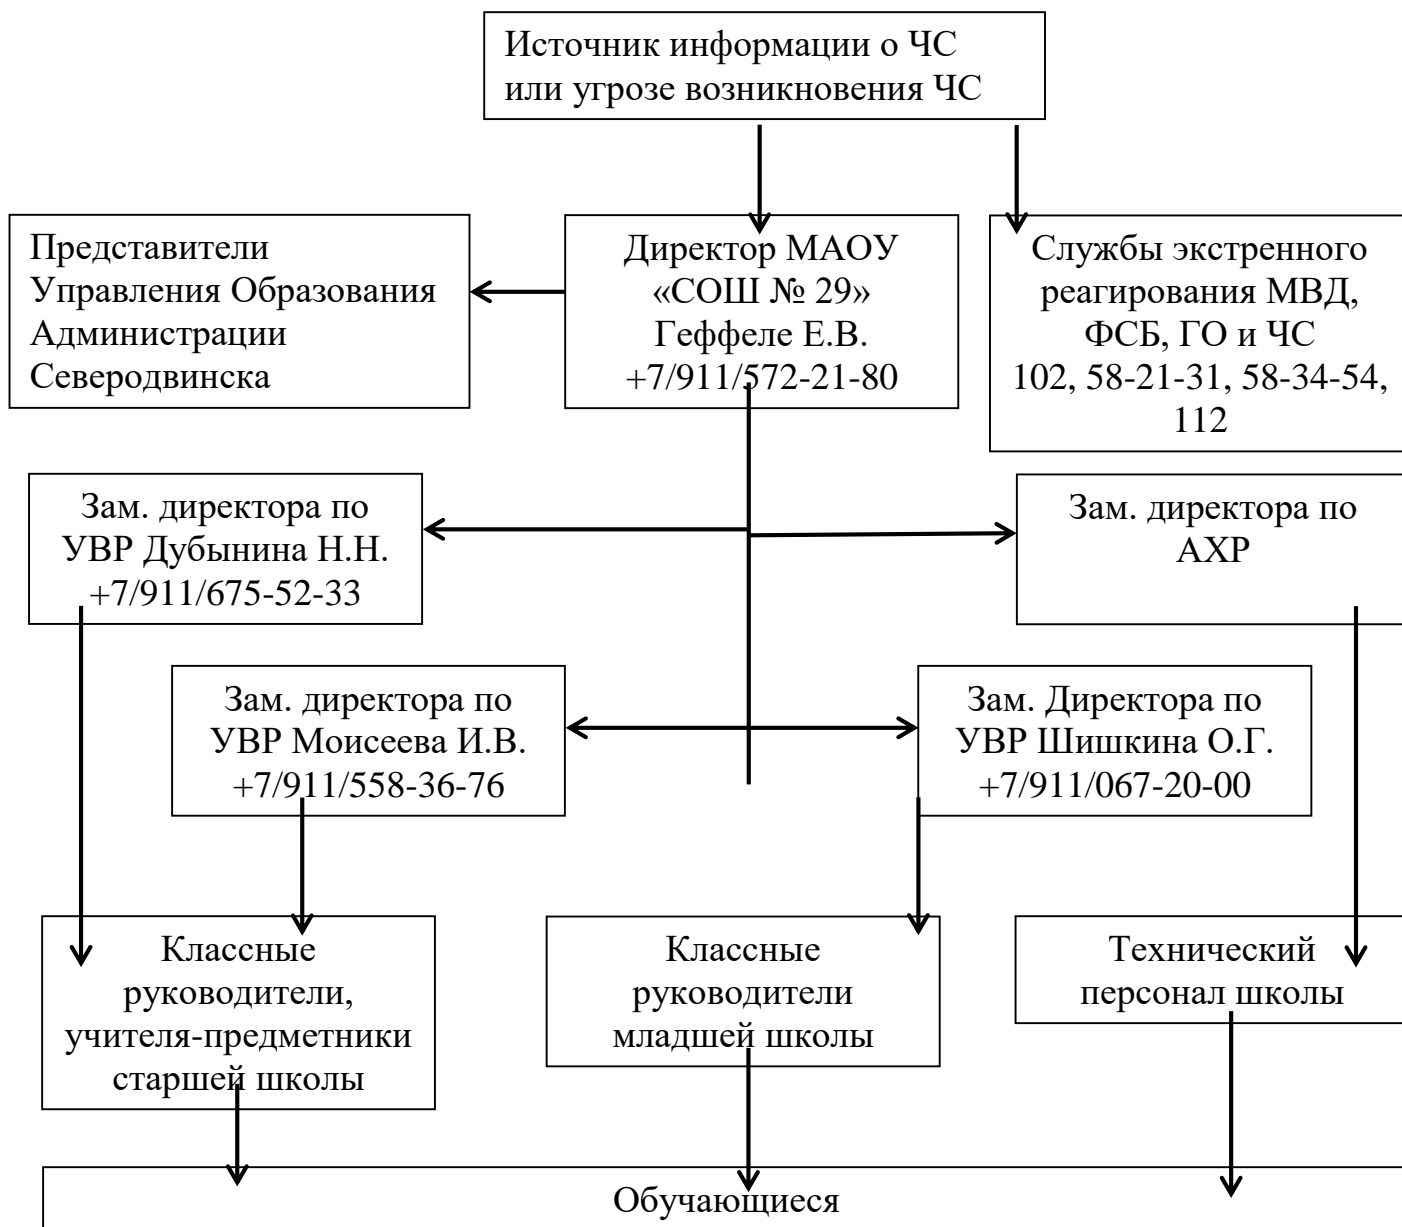 Источник информации о ЧС
или угрозе возникновения ЧС
Представители
Управления Образования
Администрации
Северодвинска
Директор МАОУ
«СОШ № 29»
Геффеле Е.В.
+7/911/572-21-80
Службы экстренного
реагирования МВД,
ФСБ, ГО и ЧС
102, 58-21-31, 58-34-54,
112
Зам. директора по
УВР Дубынина Н.Н.
+7/911/675-52-33
Зам. директора по
АХР
Зам. директора по
УВР Моисеева И.В.
+7/911/558-36-76
Зам. Директора по
УВР Шишкина О.Г.
+7/911/067-20-00
Классные
руководители,
учителя-предметники
старшей школы
Классные
руководители
младшей школы
Технический
персонал школы
Обучающиеся